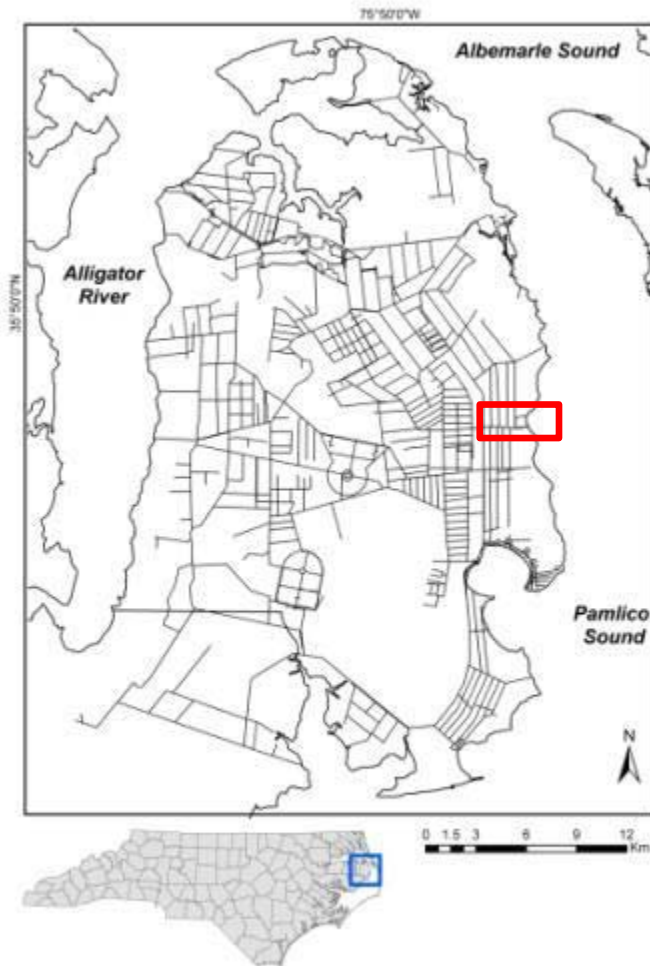 75°50'0"W
Albemarle Sound
Alligator
River
35°50'0"N
Pamlico
Sound
N
0 1.5 3 6 9 12
Km